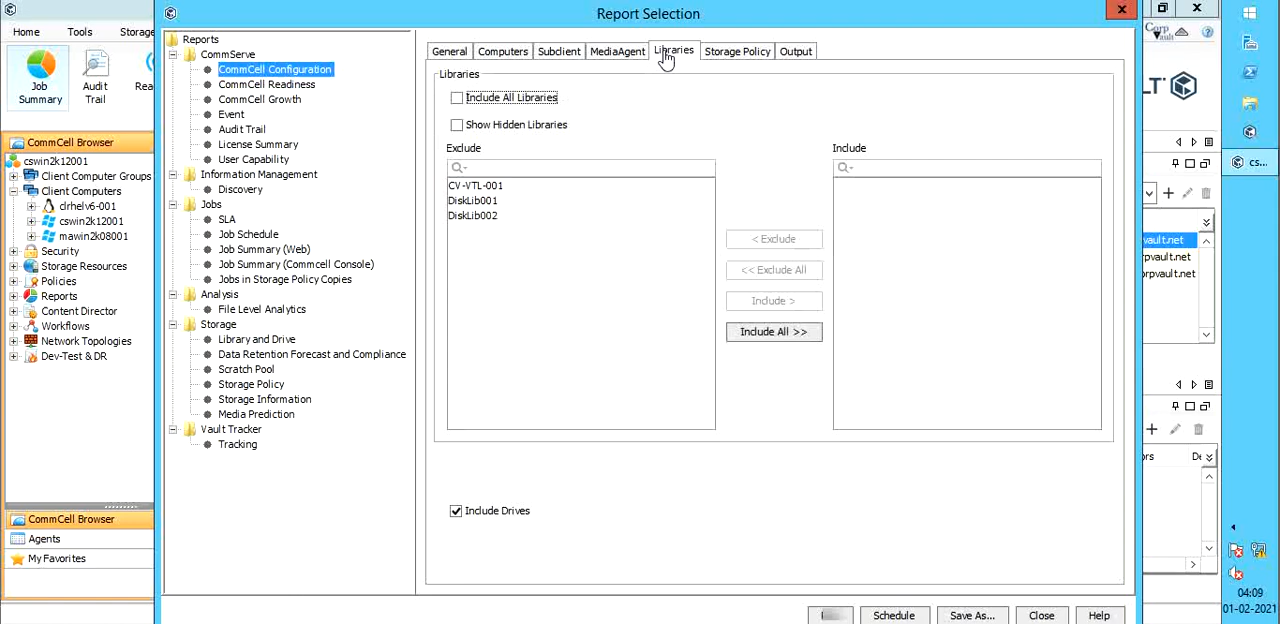 Report Selection
Home
Tools
Storage
Job
Summary
Audit
Trail
Rea
CommCell Browser
cswin2k12001
Client Computer Groups
Client Computers
clrhelv6-001
cswin2k12001
mawin2k08001
Security
Storage Resources
Policies
Reports
Content Director
Workflows
Network Topologies
Dev-Test & DR
CommCell Browser
Agents
My Favorites
Reports
CommServe
CommCell Configuration
CommCell Readiness
CommCell Growth
Event
Audit Trail
License Summary
User Capability
Information Management
Discovery
Jobs
SLA
Job Schedule
Job Summary (Web)
Job Summary (Commcell Console)
Jobs in Storage Policy Copies
Analysis
File Level Analytics
Storage
Library and Drive
Data Retention Forecast and Compliance
Scratch Pool
Storage Policy
Storage Information
Media Prediction
Vault Tracker
Tracking
General
Computers
Subclient
MediaAgent
Libraries
Storage Policy
Output
Libraries
Include All Libraries
Show Hidden Libraries
Exclude
Include
CV-VTL-001
DiskLib001
DiskLib002
< Exclude
<< Exclude All
Include >
Include All >>
Include Drives
Schedule
Save As...
Close
Help
Corp
Vault
LT
vault.net
rpvault.net
orpvault.net
ors
De
cs...
04:09
01-02-2021